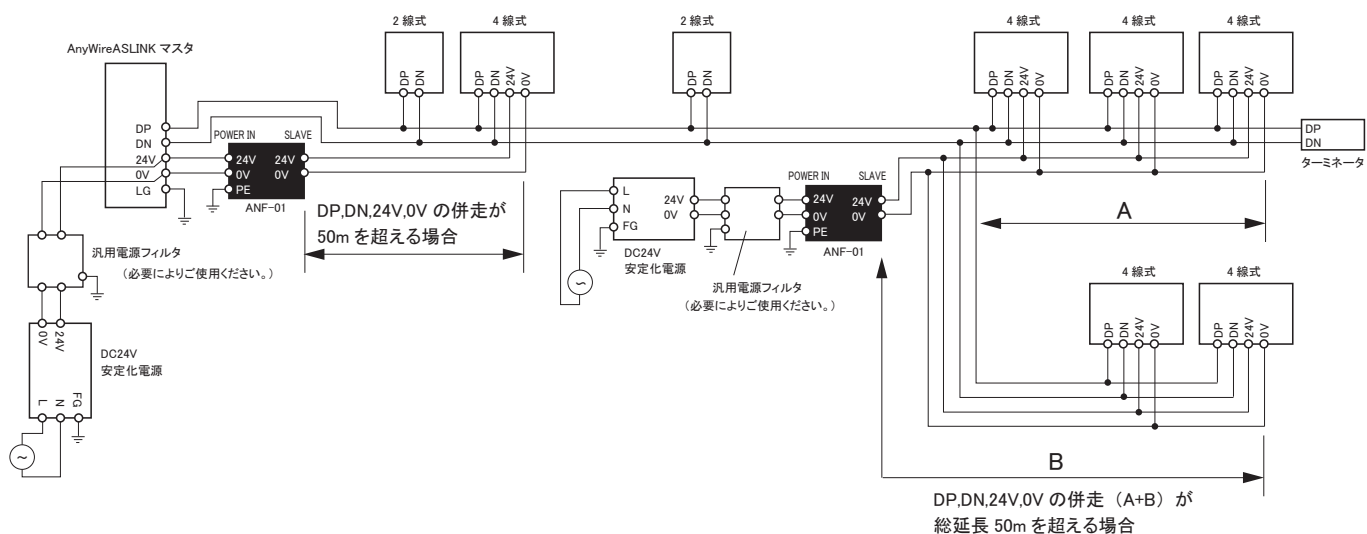 AnyWireASLINK マスタ
DP
DN
24V
0V
LG
POWER IN
SLAVE
24V
0V
PE
24V
0V
ANF-01
DP,DN,24V,0V の併走が
50m を超える場合
汎用電源フィルタ
（必要によりご使用ください。）
0V
24V
DC24V
安定化電源
L
N
FG
2 線式
DP
DN
4 線式
DP
DN
24V
0V
2 線式
DP
DN
L
N
FG
24V
0V
DC24V
安定化電源
汎用電源フィルタ
（必要によりご使用ください。）
POWER IN
SLAVE
24V
0V
PE
24V
0V
ANF-01
4 線式
DP
DN
24V
0V
4 線式
DP
DN
24V
0V
4 線式
DP
DN
24V
0V
DP
DN
ターミネータ
A
4 線式
DP
DN
24V
0V
4 線式
DP
DN
24V
0V
B
DP,DN,24V,0V の併走（A+B）が
総延長 50m を超える場合